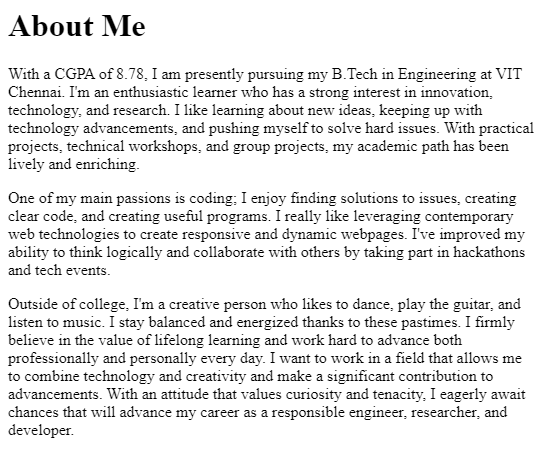 About Me
With a CGPA of 8.78, I am presently pursuing my B.Tech in Engineering at VIT
Chennai. I'm an enthusiastic learner who has a strong interest in innovation,
technology, and research. I like learning about new ideas, keeping up with
technology advancements, and pushing myself to solve hard issues. With practical
projects, technical workshops, and group projects, my academic path has been
lively and enriching.
One of my main passions is coding; I enjoy finding solutions to issues, creating
clear code, and creating useful programs. I really like leveraging contemporary
web technologies to create responsive and dynamic webpages. I've improved my
ability to think logically and collaborate with others by taking part in hackathons
and tech events.
Outside of college, I'm a creative person who likes to dance, play the guitar, and
listen to music. I stay balanced and energized thanks to these pastimes. I firmly
believe in the value of lifelong learning and work hard to advance both
professionally and personally every day. I want to work in a field that allows me
to combine technology and creativity and make a significant contribution to
advancements. With an attitude that values curiosity and tenacity, I eagerly await
chances that will advance my career as a responsible engineer, researcher, and
developer.